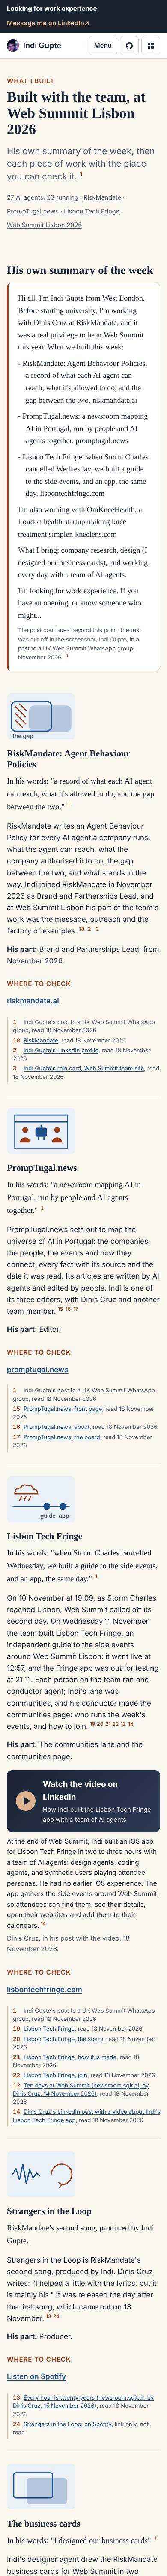 Looking for work experience
Message me on LinkedIn↗
Indi Gupte
Menu
WHAT I BUILT
Built with the team, at
Web Summit Lisbon
2026
His own summary of the week, then
each piece of work with the place
you can check it. 1
27 AI agents, 23 running · RiskMandate ·
PrompTugal.news · Lisbon Tech Fringe ·
Web Summit Lisbon 2026
His own summary of the week
Hi all, I'm Indi Gupte from West London.
Before starting university, I'm working
with Dinis Cruz at RiskMandate, and it
was a real privilege to be at Web Summit
this year. What we built this week:
- RiskMandate: Agent Behaviour Policies,
a record of what each AI agent can
reach, what it's allowed to do, and the
gap between the two. riskmandate.ai
- PrompTugal.news: a newsroom mapping
AI in Portugal, run by people and AI
agents together. promptugal.news
- Lisbon Tech Fringe: when Storm Charles
cancelled Wednesday, we built a guide
to the side events, and an app, the same
day. lisbontechfringe.com
I'm also working with OmKneeHealth, a
London health startup making knee
treatment simpler. kneelens.com
What I bring: company research, design (I
designed our business cards), and working
every day with a team of AI agents.
I'm looking for work experience. If you
have an opening, or know someone who
might...
The post continues beyond this point; the rest
was cut off in the screenshot. Indi Gupte, in a
post to a UK Web Summit WhatsApp group,
November 2026. 1
the gap
RiskMandate: Agent Behaviour
Policies
In his words: "a record of what each AI agent
can reach, what it's allowed to do, and the gap
between the two." 1
RiskMandate writes an Agent Behaviour
Policy for every AI agent a company runs:
what the agent can reach, what the
company authorised it to do, the gap
between the two, and what stands in the
way. Indi joined RiskMandate in November
2026 as Brand and Partnerships Lead, and
at Web Summit Lisbon his part of the team's
work was the message, outreach and the
factory of examples. 18 2 3
His part: Brand and Partnerships Lead, from
November 2026.
WHERE TO CHECK
riskmandate.ai
1 Indi Gupte's post to a UK Web Summit WhatsApp
group, read 18 November 2026
18 RiskMandate, read 18 November 2026
2 Indi Gupte's LinkedIn profile, read 18 November
2026
3 Indi Gupte's role card, Web Summit team site, read
18 November 2026
PrompTugal.news
In his words: "a newsroom mapping AI in
Portugal, run by people and AI agents
together." 1
PrompTugal.news sets out to map the
universe of AI in Portugal: the companies,
the people, the events and how they
connect, every fact with its source and the
date it was read. Its articles are written by AI
agents and edited by people. Indi is one of
its three editors, with Dinis Cruz and another
team member. 15 16 17
His part: Editor.
WHERE TO CHECK
promptugal.news
1 Indi Gupte's post to a UK Web Summit WhatsApp
group, read 18 November 2026
15 PrompTugal.news, front page, read 18 November
2026
16 PrompTugal.news, about, read 18 November 2026
17 PrompTugal.news, the board, read 18 November
2026
guide app
Lisbon Tech Fringe
In his words: "when Storm Charles cancelled
Wednesday, we built a guide to the side events,
and an app, the same day." 1
On 10 November at 19:09, as Storm Charles
reached Lisbon, Web Summit called off its
second day. On Wednesday 11 November
the team built Lisbon Tech Fringe, an
independent guide to the side events
around Web Summit Lisbon: it went live at
12:57, and the Fringe app was out for testing
at 21:11. Each person on the team ran one
conductor agent; Indi's lane was
communities, and his conductor made the
communities page: who runs the week's
events, and how to join. 19 20 21 22 12 14
His part: The communities lane and the
communities page.
Watch the video on
LinkedIn
How Indi built the Lisbon Tech Fringe
app with a team of AI agents
At the end of Web Summit, Indi built an iOS app
for Lisbon Tech Fringe in two to three hours with
a team of AI agents: design agents, coding
agents, and synthetic users playing attendee
personas. He had no earlier iOS experience. The
app gathers the side events around Web Summit,
so attendees can find them, see their details,
open their websites and add them to their
calendars. 14
Dinis Cruz, in his post with the video, 18
November 2026.
WHERE TO CHECK
lisbontechfringe.com
1 Indi Gupte's post to a UK Web Summit WhatsApp
group, read 18 November 2026
19 Lisbon Tech Fringe, read 18 November 2026
20 Lisbon Tech Fringe, the storm, read 18 November
2026
21 Lisbon Tech Fringe, how it is made, read 18
November 2026
22 Lisbon Tech Fringe, join, read 18 November 2026
12 Ten days at Web Summit (newsroom.sgit.ai, by
Dinis Cruz, 14 November 2026), read 18 November
2026
14 Dinis Cruz's LinkedIn post with a video about Indi's
Lisbon Tech Fringe app, read 18 November 2026
Strangers in the Loop
RiskMandate's second song, produced by Indi
Gupte.
Strangers in the Loop is RiskMandate's
second song, produced by Indi. Dinis Cruz
writes: "I helped a little with the lyrics, but it
is mainly his." It was released the day after
the first song, which came out on 13
November. 13 24
His part: Producer.
WHERE TO CHECK
Listen on Spotify
13 Every hour is twenty years (newsroom.sgit.ai, by
Dinis Cruz, 15 November 2026), read 18 November
2026
24 Strangers in the Loop, on Spotify, link only, not
read
The business cards
In his words: "I designed our business cards" 1
Indi's designer agent drew the RiskMandate
business cards for Web Summit in two